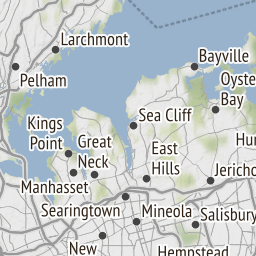 Larchmont
Pelham
Bayville
Oyster
Bay
Sea Cliff
Kings
Point
Great
Neck
East
Hills
Manhasset
Jericho
Searingtown
Mineola
Salisbury
New
Hempstead